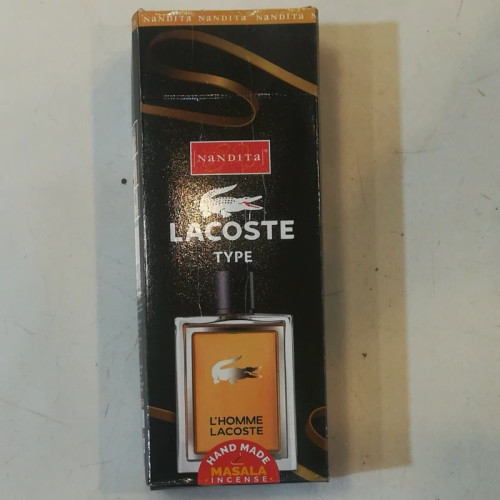 NANDITA NANDITA NANDITA
NANDITA
LACOSTE
TYPE
L'HOMME
LACOSTE
HAND MADE
MASALA
INCENSE